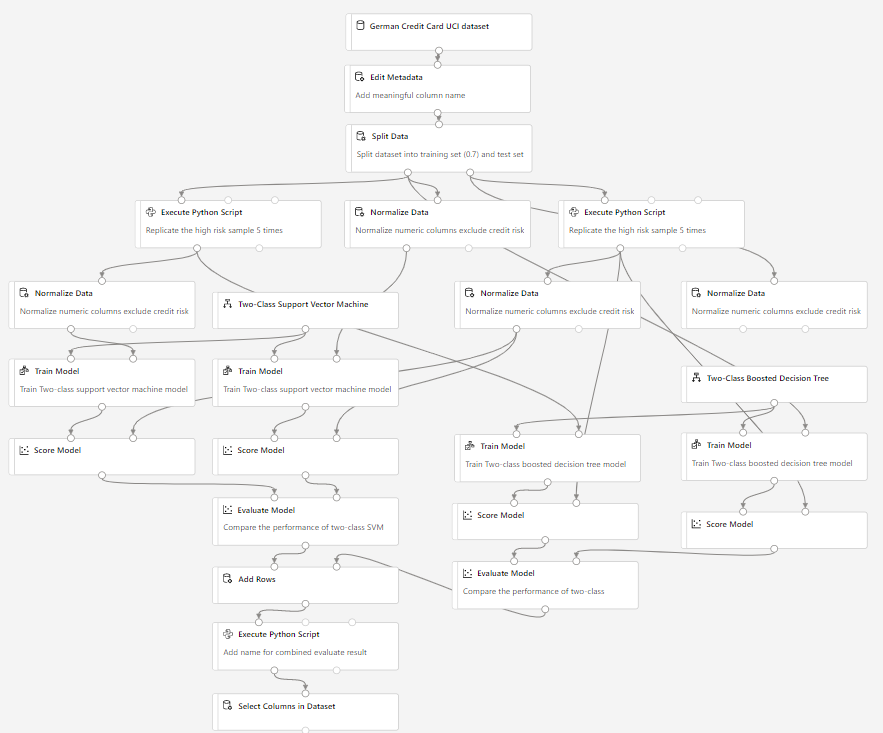 German Credit Card UCI dataset
Edit Metadata
Add meaningful column name
Split Data
Split dataset into training set (0.7) and test set
Execute Python Script
Replicate the high risk sample 5 times
Normalize Data
Normalize numeric columns exclude credit risk
Execute Python Script
Replicate the high risk sample 5 times
Normalize Data
Normalize numeric columns exclude credit risk
Two-Class Support Vector Machine
Normalize Data
Normalize numeric columns exclude credit risk
Normalize Data
Normalize numeric columns exclude credit risk
Train Model
Train Two-class support vector machine model
Train Model
Train Two-class support vector machine model
Two-Class Boosted Decision Tree
Score Model
Score Model
Train Model
Train Two-class boosted decision tree model
Train Model
Train Two-class boosted decision tree model
Evaluate Model
Compare the performance of two-class SVM
Score Model
Score Model
Add Rows
Evaluate Model
Compare the performance of two-class
Execute Python Script
Add name for combined evaluate result
Select Columns in Dataset